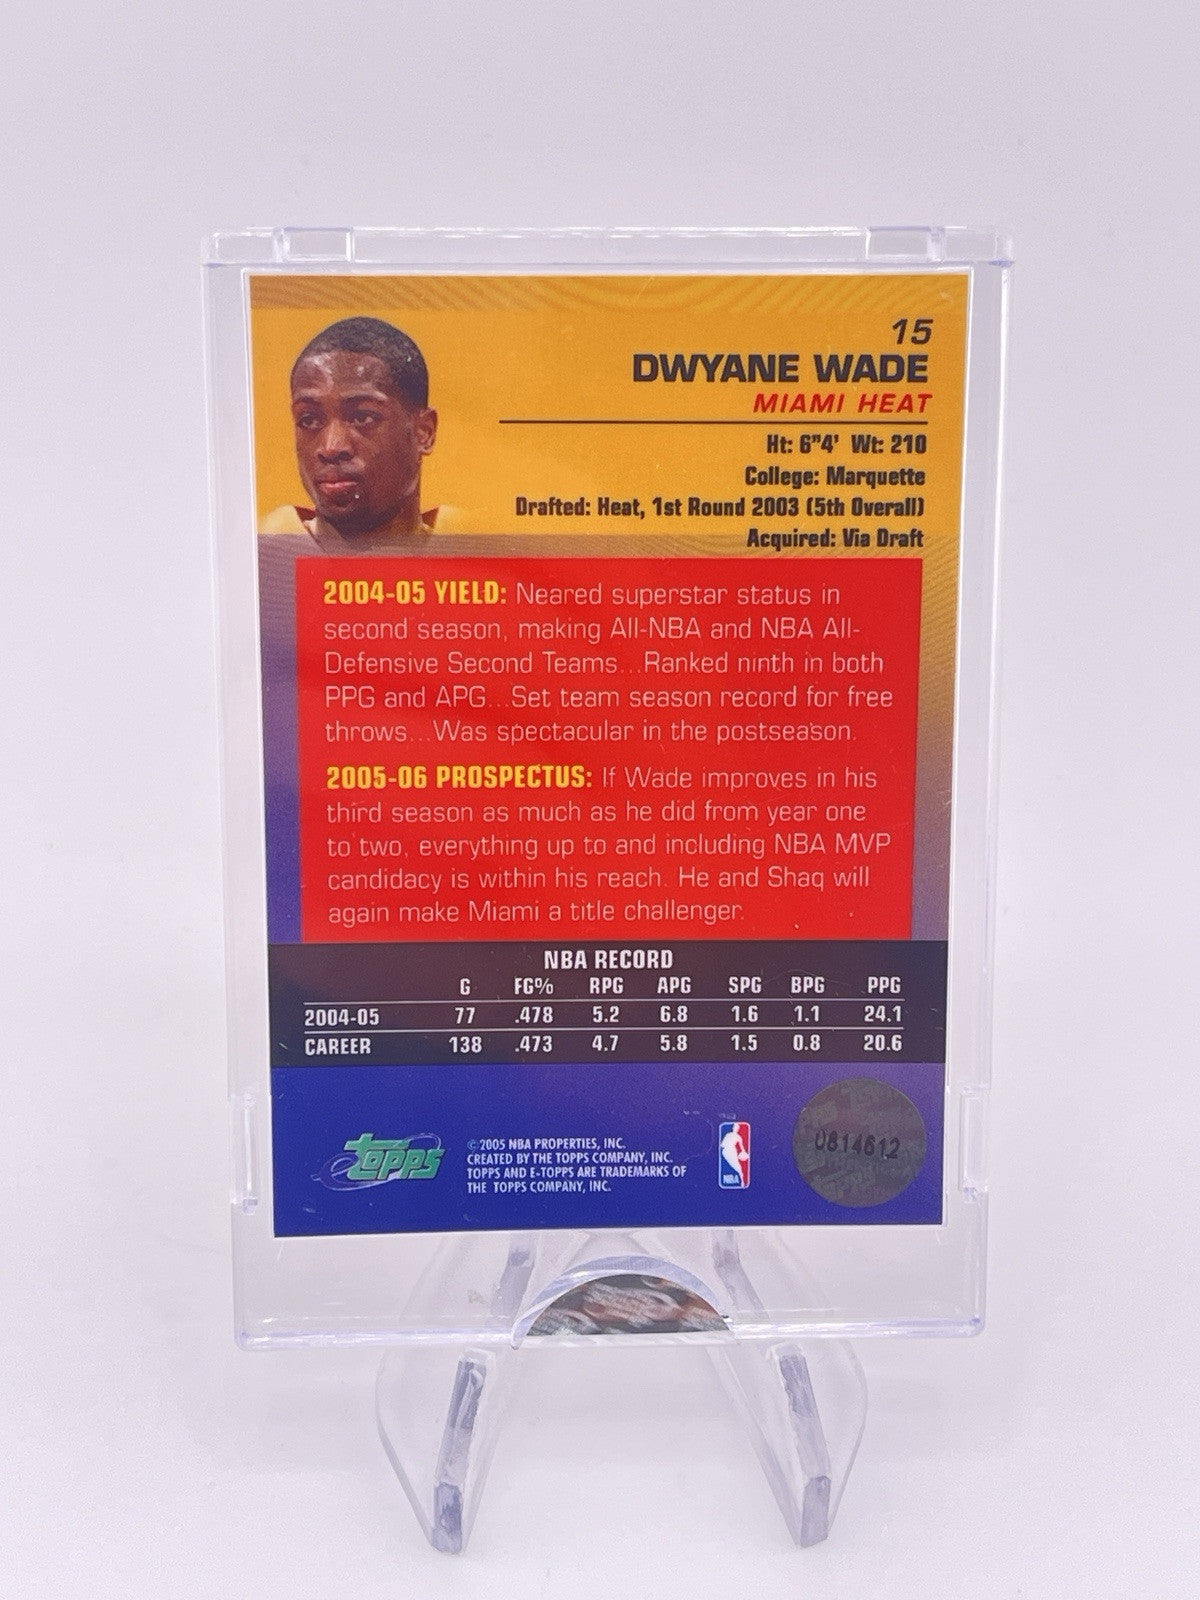 15
DWYANE WADE
MIAMI HEAT
Ht: 6"4' Wt: 210
College: Marquette
Drafted: Heat, 1st Round 2003 (5th Overall)
Acquired: Via Draft
2004-05 YIELD: Neared superstar status in
second season, making All-NBA and NBA All-
Defensive Second Teams...Ranked ninth in both
PPG and APG...Set team season record for free
throws...Was spectacular in the postseason.
2005-06 PROSPECTUS: If Wade improves in his
third season as much as he did from year one
to two, everything up to and including NBA MVP
candidacy is within his reach. He and Shaq will
again make Miami a title challenger.
NBA RECORD
G FG% RPG APG SPG BPG PPG
2004-05 77 .478 5.2 6.8 1.6 1.1 24.1
CAREER 138 .473 4.7 5.8 1.5 0.8 20.6
eTopps
© 2005 NBA PROPERTIES, INC.
CREATED BY THE TOPPS COMPANY, INC.
TOPPS AND E-TOPPS ARE TRADEMARKS OF
THE TOPPS COMPANY, INC.
NBA
0814612